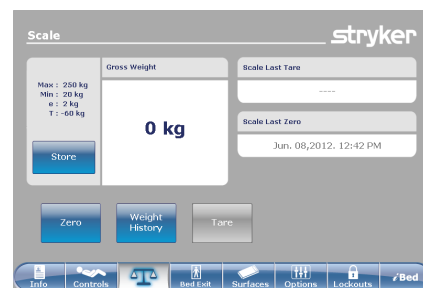 Scale
stryker
Max : 250 kg
Min : 20 kg
e : 2 kg
T : -60 kg
Store
Gross Weight
0 kg
Scale Last Tare
----
Scale Last Zero
Jun. 08,2012. 12:42 PM
Zero
Weight
History
Tare
Info
Controls
Bed Exit
Surfaces
Options
Lockouts
iBed